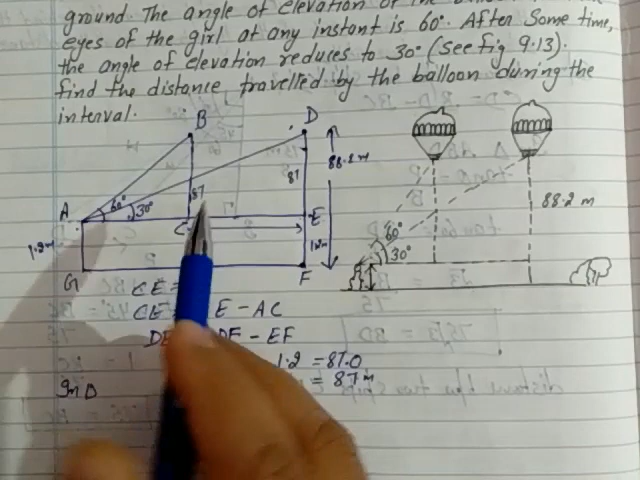 ground. The angle of elevation of the
eyes of the girl at any instant is 60°. After Some time,
the angle of elevation reduces to 30° (see fig 9.13).
find the distance travelled by the balloon during the
interval.
B
D
88.2 m
87
87
A
60°
30°
C
E
1.2m
1.2m
G
F
60°
30°
88.2 m
CE =
CE = E - AC
DE DF - EF
1.2 = 87.0
= 87 m
In D